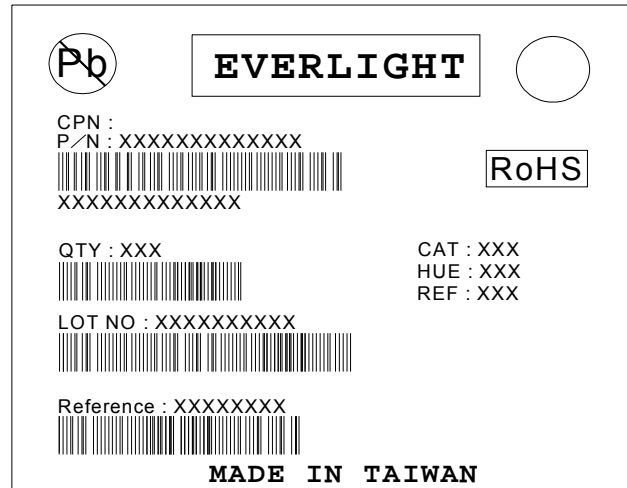 Pb
EVERLIGHT
CPN :
P/N : XXXXXXXXXXXXX
RoHS
XXXXXXXXXXXXX
QTY : XXX
CAT : XXX
HUE : XXX
REF : XXX
LOT NO : XXXXXXXXXX
Reference : XXXXXXXX
MADE IN TAIWAN